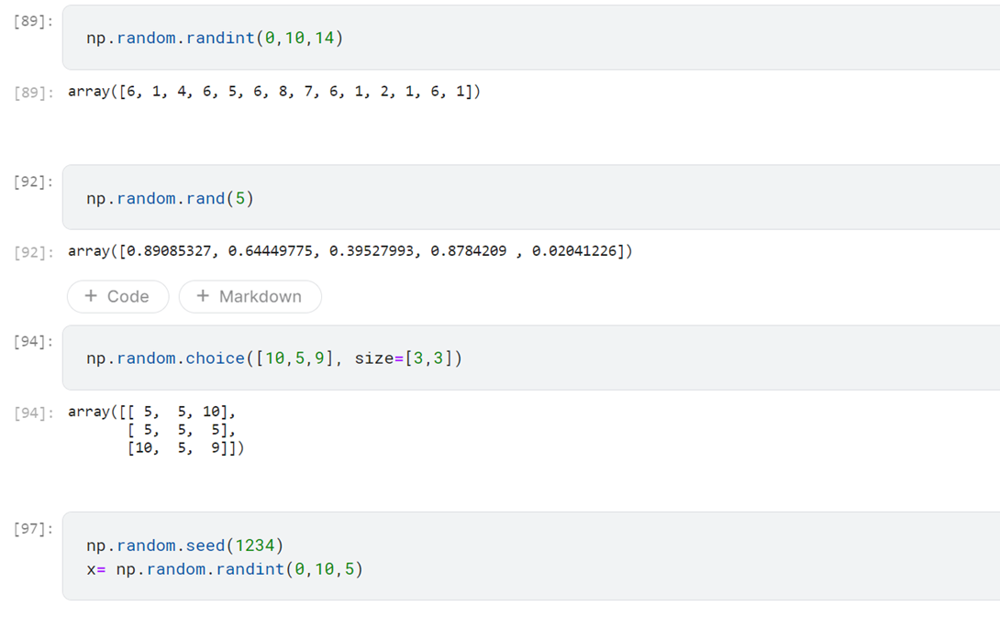 [89]:
np.random.randint(0,10,14)
[89]: array([6, 1, 4, 6, 5, 6, 8, 7, 6, 1, 2, 1, 6, 1])
[92]:
np.random.rand(5)
[92]: array([0.89085327, 0.64449775, 0.39527993, 0.8784209 , 0.02041226])
+ Code + Markdown
[94]:
np.random.choice([10,5,9], size=[3,3])
[94]: array([[ 5,  5, 10],
       [ 5,  5,  5],
       [10,  5,  9]])
[97]:
np.random.seed(1234)
x= np.random.randint(0,10,5)